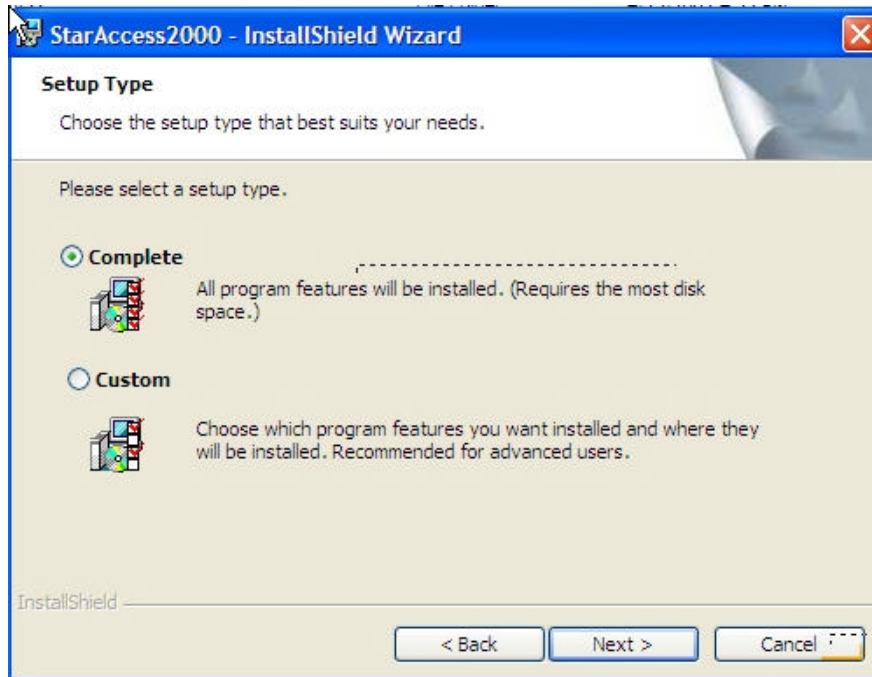 StarAccess2000 - InstallShield Wizard
Setup Type
Choose the setup type that best suits your needs.
Please select a setup type.
Complete
All program features will be installed. (Requires the most disk
space.)
Custom
Choose which program features you want installed and where they
will be installed. Recommended for advanced users.
InstallShield
< Back
Next >
Cancel